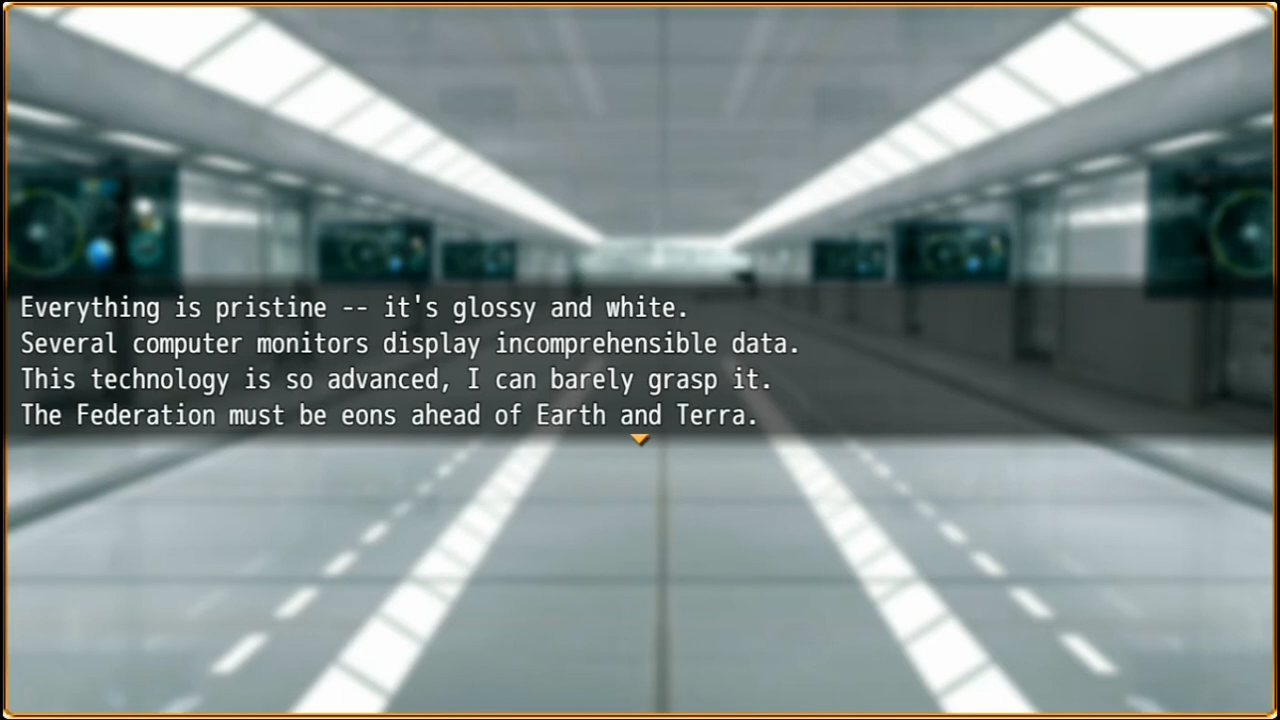 Everything is pristine -- it's glossy and white.
Several computer monitors display incomprehensible data.
This technology is so advanced, I can barely grasp it.
The Federation must be eons ahead of Earth and Terra.